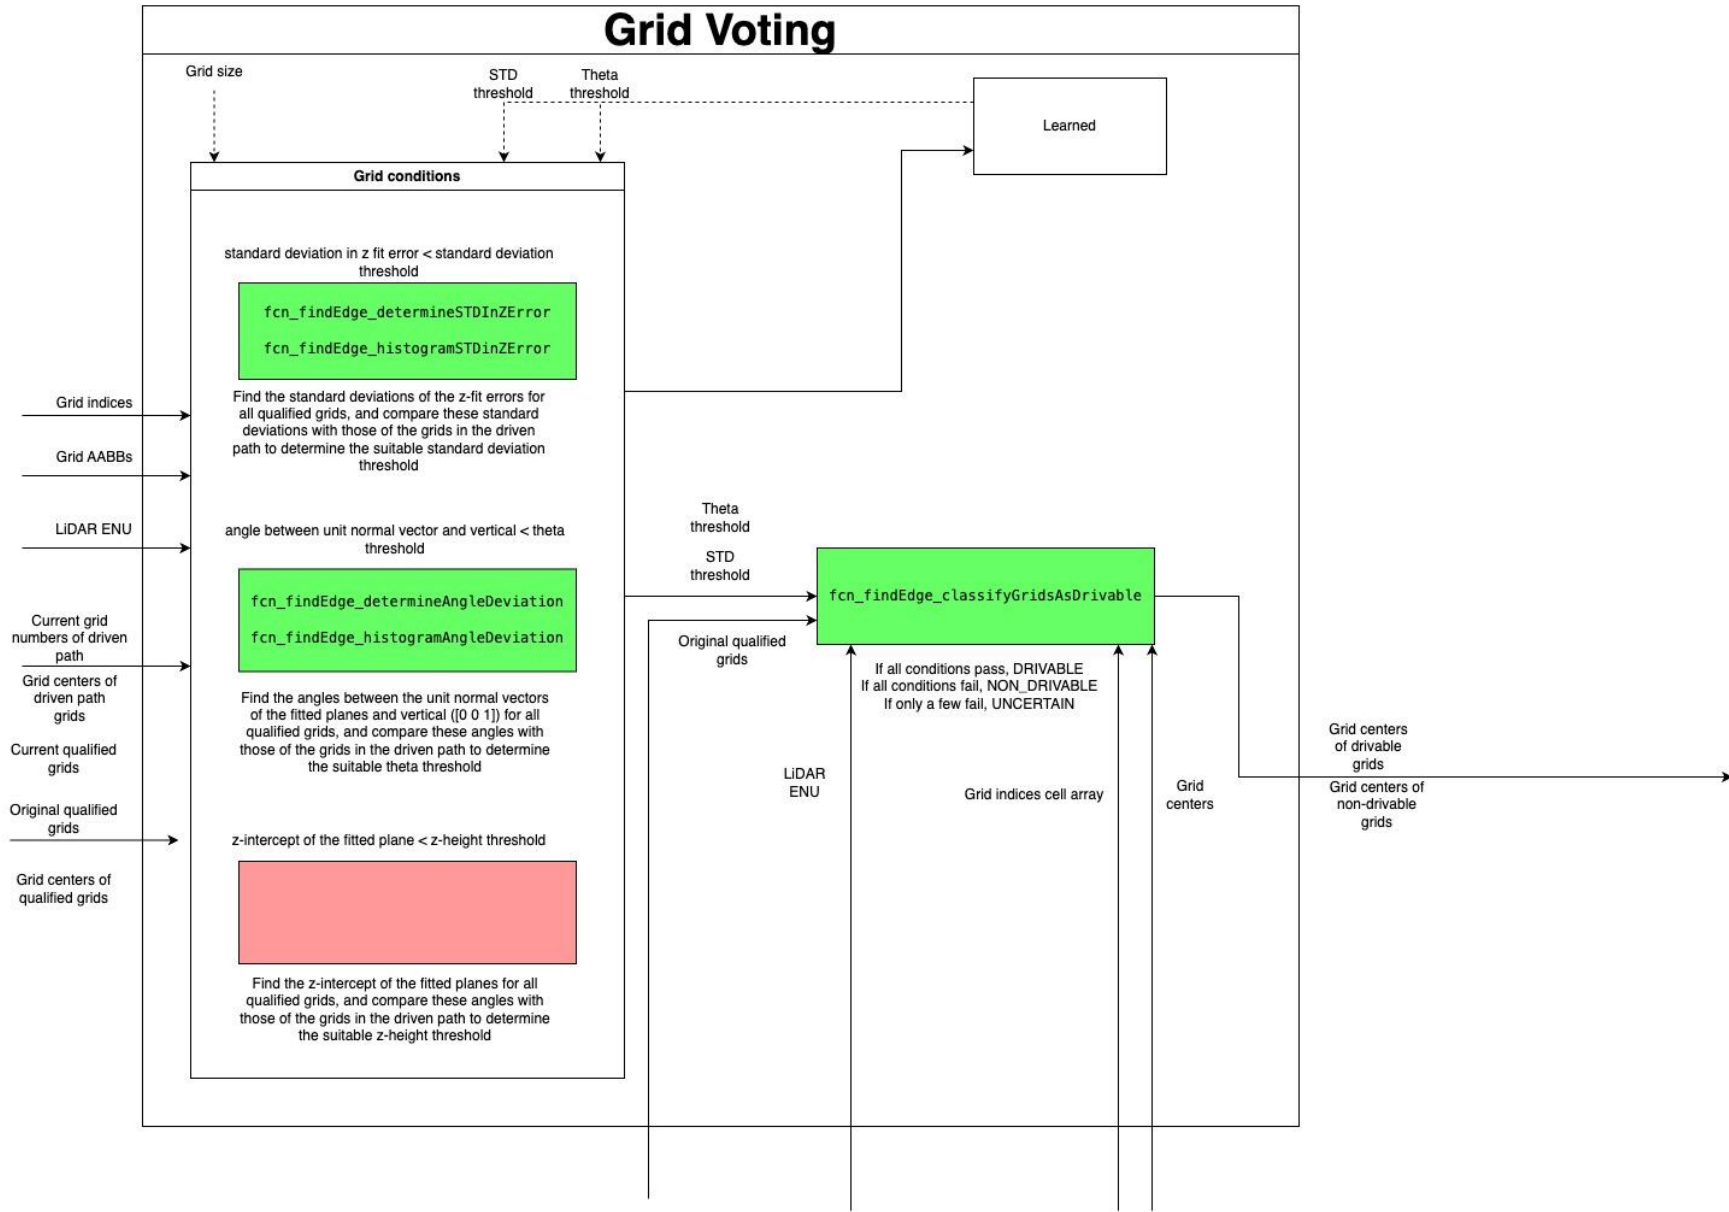 Grid Voting
Grid size
STD
threshold
Theta
threshold
Learned
Grid conditions
standard deviation in z fit error < standard deviation
threshold
fcn_findEdge_determineSTDInZError
fcn_findEdge_histogramSTDinZError
Find the standard deviations of the z-fit errors for
all qualified grids, and compare these standard
deviations with those of the grids in the driven
path to determine the suitable standard deviation
threshold
Grid indices
Grid AABBs
LiDAR ENU
Current grid
numbers of driven
path
Grid centers of
driven path
grids
Current qualified
grids
Original qualified
grids
Grid centers of
qualified grids
angle between unit normal vector and vertical < theta
threshold
fcn_findEdge_determineAngleDeviation
fcn_findEdge_histogramAngleDeviation
Find the angles between the unit normal vectors
of the fitted planes and vertical ([0 0 1]) for all
qualified grids, and compare these angles with
those of the grids in the driven path to determine
the suitable theta threshold
z-intercept of the fitted plane < z-height threshold
Find the z-intercept of the fitted planes for all
qualified grids, and compare these angles with
those of the grids in the driven path to determine
the suitable z-height threshold
Theta
threshold
STD
threshold
Original qualified
grids
fcn_findEdge_classifyGridsAsDrivable
If all conditions pass, DRIVABLE
If all conditions fail, NON_DRIVABLE
If only a few fail, UNCERTAIN
LiDAR
ENU
Grid indices cell array
Grid
centers
Grid centers
of drivable
grids
Grid centers of
non-drivable
grids